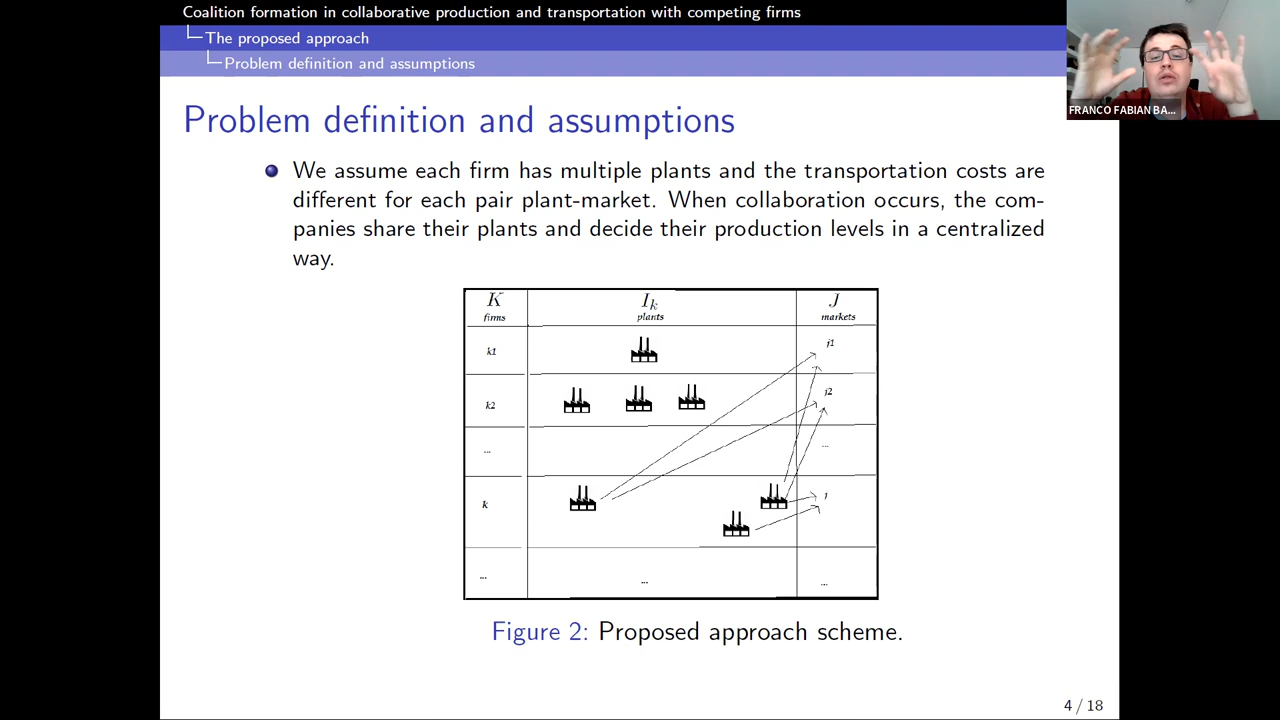 Coalition formation in collaborative production and transportation with competing firms
The proposed approach
Problem definition and assumptions
FRANCO FABIAN BA...
Problem definition and assumptions
We assume each firm has multiple plants and the transportation costs are
different for each pair plant-market. When collaboration occurs, the com-
panies share their plants and decide their production levels in a centralized
way.
K I_k J
firms plants markets
k1 j1
...
k2 j2
... ...
k j
... ... ...
Figure 2: Proposed approach scheme.
4 / 18